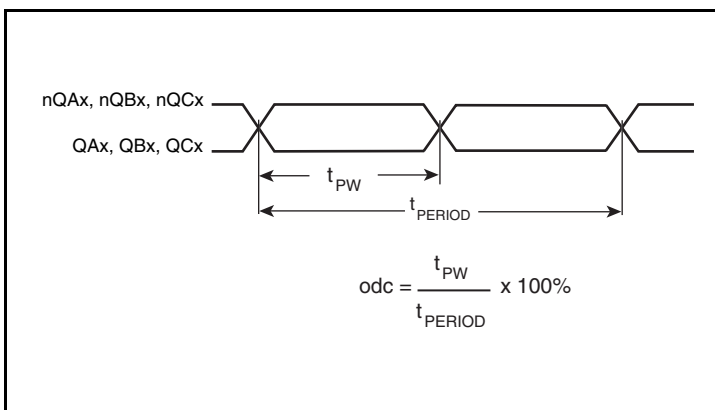 nQAx, nQBx, nQCx
QAx, QBx, QCx
tPW
tPERIOD
odc = tPW / tPERIOD x 100%